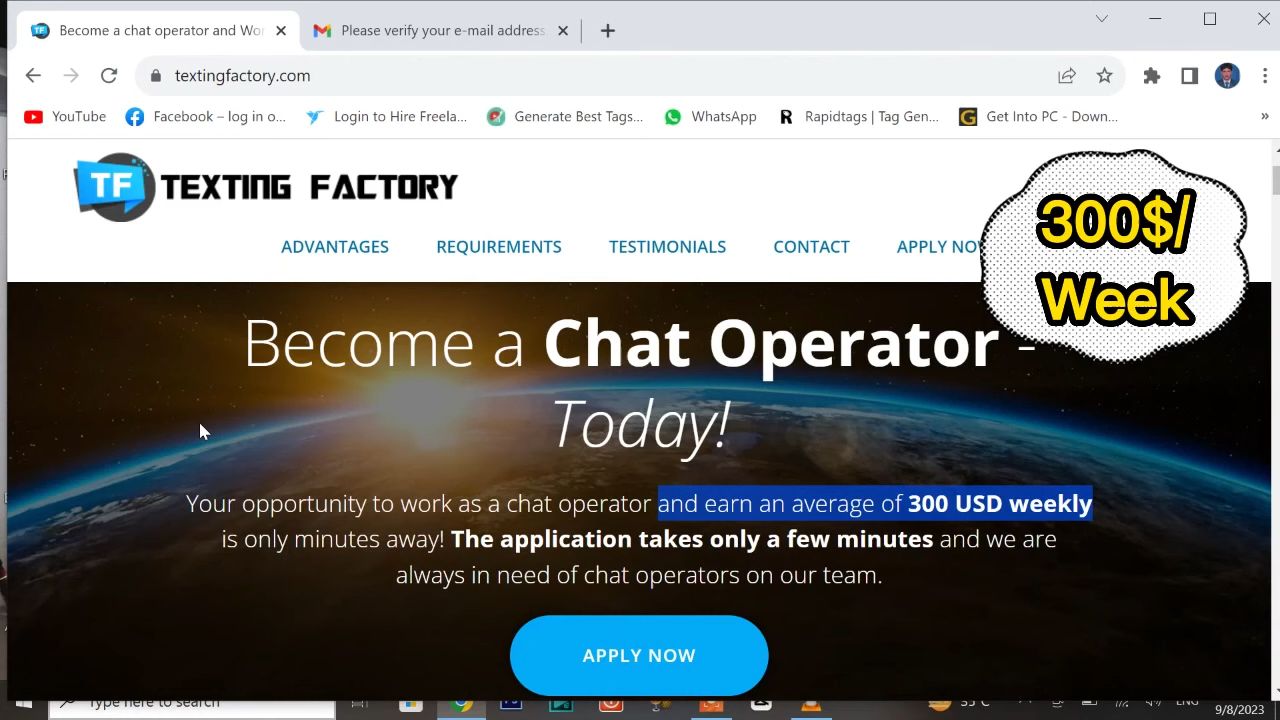 Become a chat operator and Wor
Please verify your e-mail address
textingfactory.com
YouTube
Facebook – log in G...
Login to Hire Freela...
Generate Best Tags...
WhatsApp
Rapidtags | Tag Gen...
Get Into PC - Down...
»
TF TEXTING FACTORY
ADVANTAGES REQUIREMENTS TESTIMONIALS CONTACT APPLY NOW
300$/
Week
Become a Chat Operator -
Today!
Your opportunity to work as a chat operator and earn an average of 300 USD weekly
is only minutes away! The application takes only a few minutes and we are
always in need of chat operators on our team.
APPLY NOW
Type here to search
35°C
ENG
9/8/2023